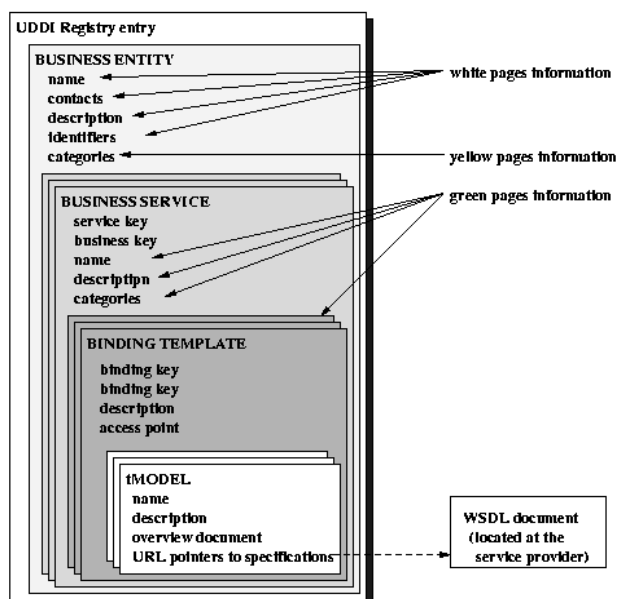 UDDI Registry entry
BUSINESS ENTITY
name
contacts
description
identifiers
categories
white pages information
yellow pages information
green pages information
BUSINESS SERVICE
service key
business key
name
descriptipn
categories
BINDING TEMPLATE
binding key
binding key
description
access point
tMODEL
name
description
overview document
URL pointers to specifications
WSDL document
(located at the
service provider)